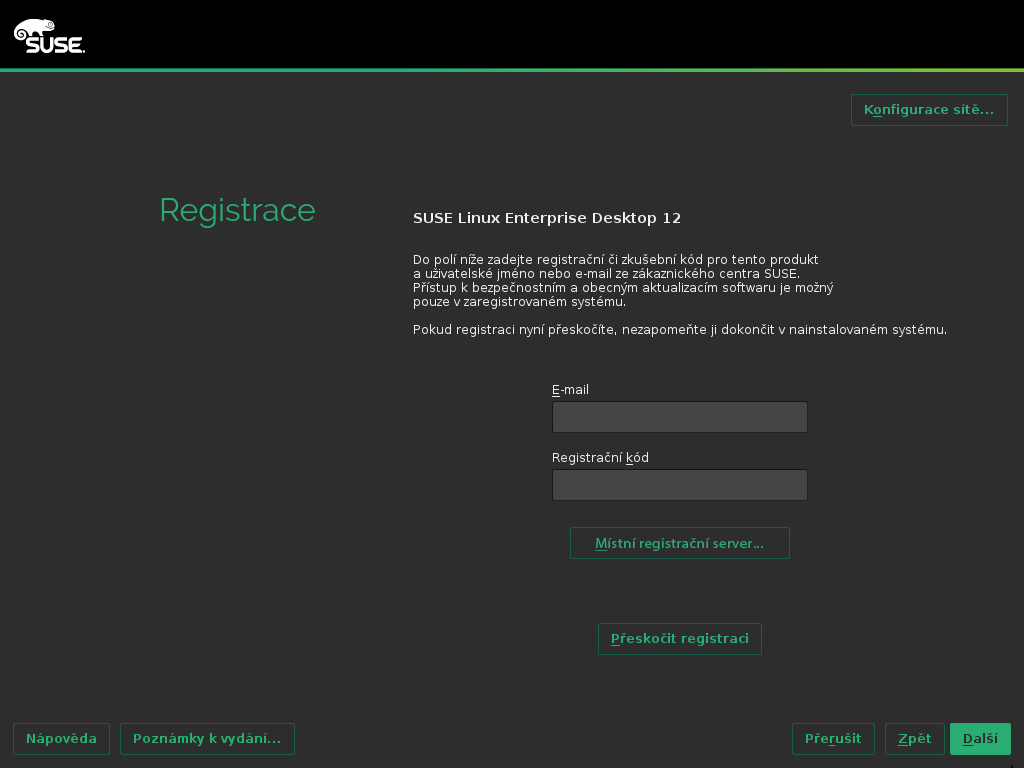 SUSE
Konfigurace sítě...
Registrace
SUSE Linux Enterprise Desktop 12
Do polí níže zadejte registrační či zkušební kód pro tento produkt
a uživatelské jméno nebo e-mail ze zákaznického centra SUSE.
Přístup k bezpečnostním a obecným aktualizacím softwaru je možný
pouze v zaregistrovaném systému.
Pokud registraci nyní přeskočíte, nezapomeňte ji dokončit v nainstalovaném systému.
E-mail
Registrační kód
Místní registrační server...
Přeskočit registraci
Nápověda
Poznámky k vydání...
Přerušit
Zpět
Další